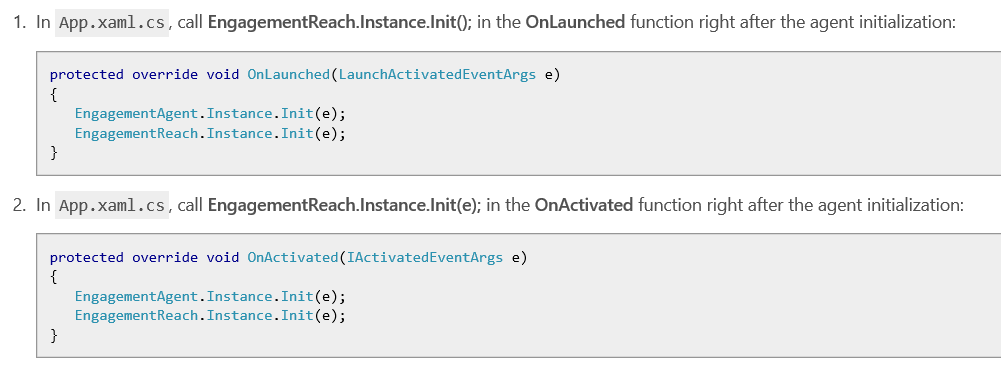 1. In App.xaml.cs, call EngagementReach.Instance.Init(); in the OnLaunched function right after the agent initialization:
protected override void OnLaunched(LaunchActivatedEventArgs e)
{
EngagementAgent.Instance.Init(e);
EngagementReach.Instance.Init(e);
}
2. In App.xaml.cs, call EngagementReach.Instance.Init(e); in the OnActivated function right after the agent initialization:
protected override void OnActivated(IActivatedEventArgs e)
{
EngagementAgent.Instance.Init(e);
EngagementReach.Instance.Init(e);
}